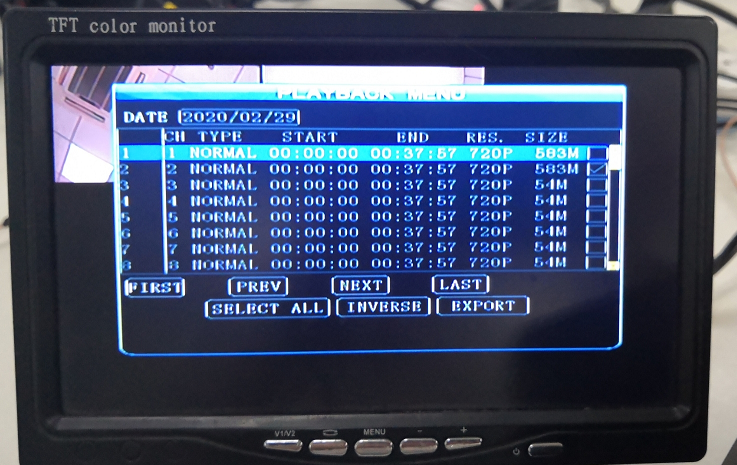 TFT color monitor
PLAYBACK MENU
DATE 2020/02/29
CH TYPE START END RES. SIZE
1 1 NORMAL 00:00:00 00:37:57 720P 583M
2 2 NORMAL 00:00:00 00:37:57 720P 583M
3 3 NORMAL 00:00:00 00:37:57 720P 54M
4 4 NORMAL 00:00:00 00:37:57 720P 54M
5 5 NORMAL 00:00:00 00:37:57 720P 54M
6 6 NORMAL 00:00:00 00:37:57 720P 54M
7 7 NORMAL 00:00:00 00:37:57 720P 54M
8 8 NORMAL 00:00:00 00:37:57 720P 54M
FIRST PREV NEXT LAST
SELECT ALL INVERSE EXPORT
V1/V2 MENU - +